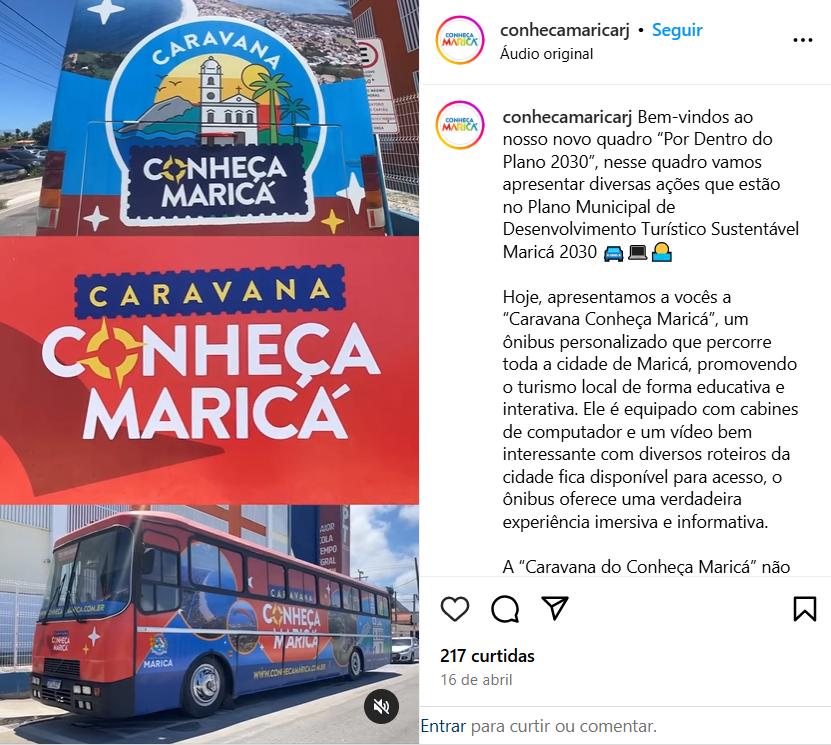 CARAVANA
CONHEÇA
MARICÁ
CARAVANA
CONHEÇA
MARICÁ
CARAVANA
CONHEÇA
MARICÁ
MARICÁ
WWW.CONHECAMARICA.COM.BR
conhecamaricarj • Seguir
Áudio original
conhecamaricarj Bem-vindos ao
nosso novo quadro “Por Dentro do
Plano 2030”, nesse quadro vamos
apresentar diversas ações que estão
no Plano Municipal de
Desenvolvimento Turístico Sustentável
Maricá 2030
Hoje, apresentamos a vocês a
“Caravana Conheça Maricá”, um
ônibus personalizado que percorre
toda a cidade de Maricá, promovendo
o turismo local de forma educativa e
interativa. Ele é equipado com cabines
de computador e um vídeo bem
interessante com diversos roteiros da
cidade fica disponível para acesso, o
ônibus oferece uma verdadeira
experiência imersiva e informativa.
A “Caravana do Conheça Maricá” não
217 curtidas
16 de abril
Entrar para curtir ou comentar.